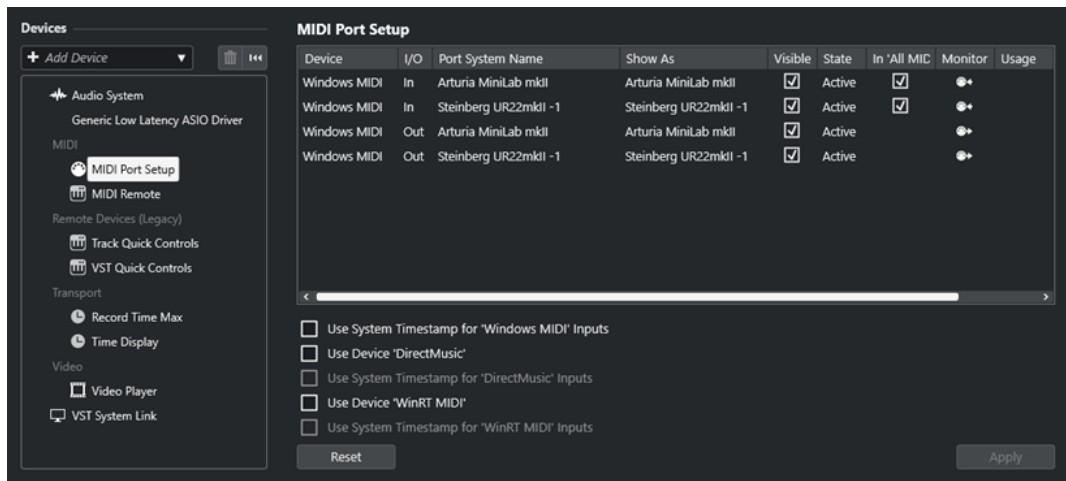 Devices
+ Add Device
Audio System
Generic Low Latency ASIO Driver
MIDI
MIDI Port Setup
MIDI Remote
Remote Devices (Legacy)
Track Quick Controls
VST Quick Controls
Transport
Record Time Max
Time Display
Video
Video Player
VST System Link
MIDI Port Setup
Device I/O Port System Name Show As Visible State In 'All MIC Monitor Usage
Windows MIDI In Arturia MiniLab mkII Arturia MiniLab mkII Active
Windows MIDI In Steinberg UR22mkII -1 Steinberg UR22mkII -1 Active
Windows MIDI Out Arturia MiniLab mkII Arturia MiniLab mkII Active
Windows MIDI Out Steinberg UR22mkII -1 Steinberg UR22mkII -1 Active
Use System Timestamp for 'Windows MIDI' Inputs
Use Device 'DirectMusic'
Use System Timestamp for 'DirectMusic' Inputs
Use Device 'WinRT MIDI'
Use System Timestamp for 'WinRT MIDI' Inputs
Reset
Apply